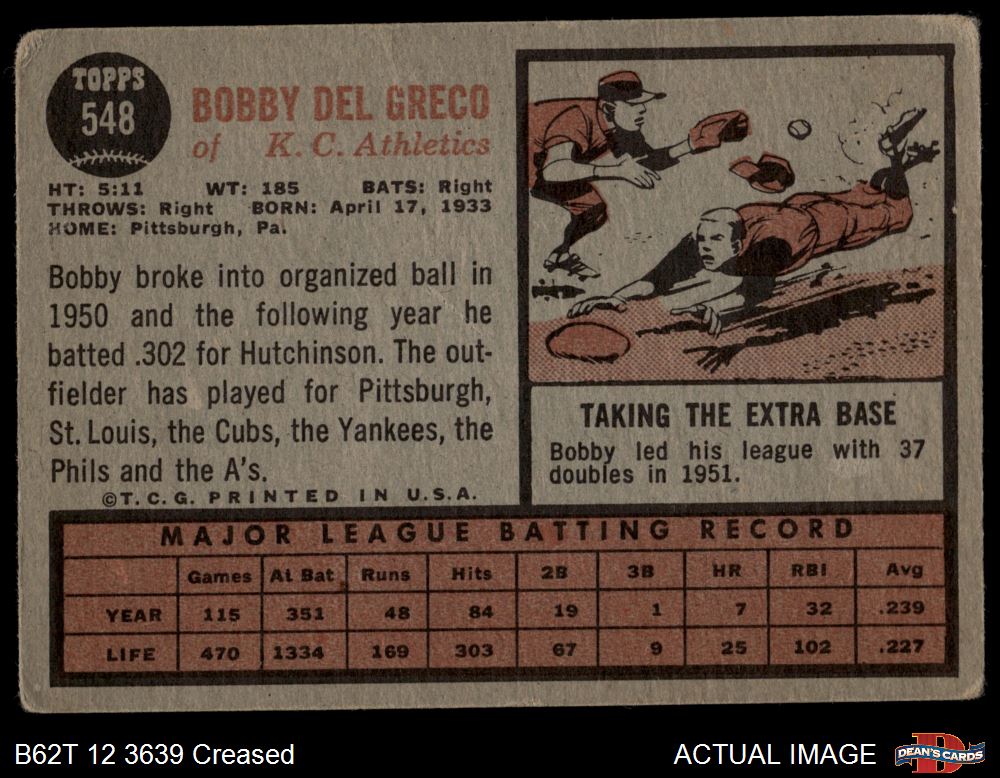 TOPPS
548
BOBBY DEL GRECO
of K. C. Athletics
HT: 5:11 WT: 185 BATS: Right
THROWS: Right BORN: April 17, 1933
HOME: Pittsburgh, Pa.
Bobby broke into organized ball in
1950 and the following year he
batted .302 for Hutchinson. The out-
fielder has played for Pittsburgh,
St. Louis, the Cubs, the Yankees, the
Phils and the A's.
©T.C.G. PRINTED IN U.S.A.
TAKING THE EXTRA BASE
Bobby led his league with 37
doubles in 1951.
MAJOR LEAGUE BATTING RECORD
Games At Bat Runs Hits 2B 3B HR RBI Avg
YEAR 115 351 48 84 19 1 7 32 .239
LIFE 470 1334 169 303 67 9 25 102 .227
B62T 12 3639 Creased
ACTUAL IMAGE
D
DEAN'S CARDS